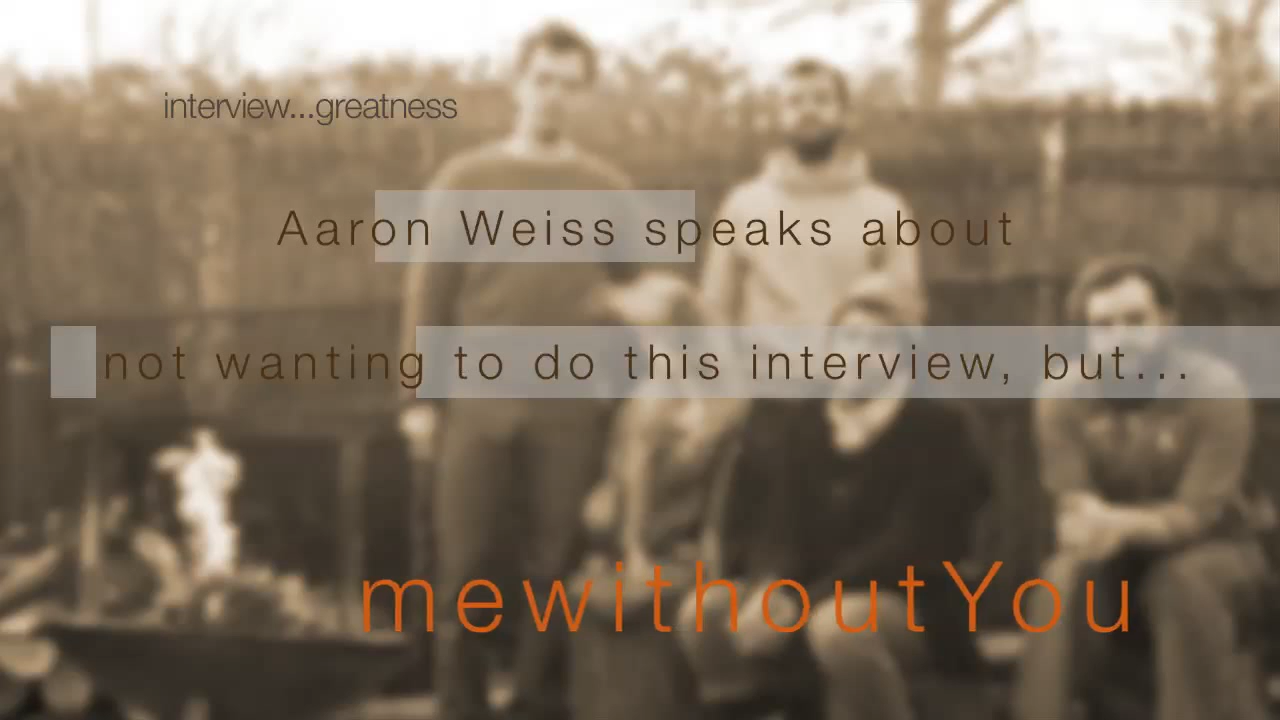 interview...greatness
Aaron Weiss speaks about
not wanting to do this interview, but...
mewithoutYou